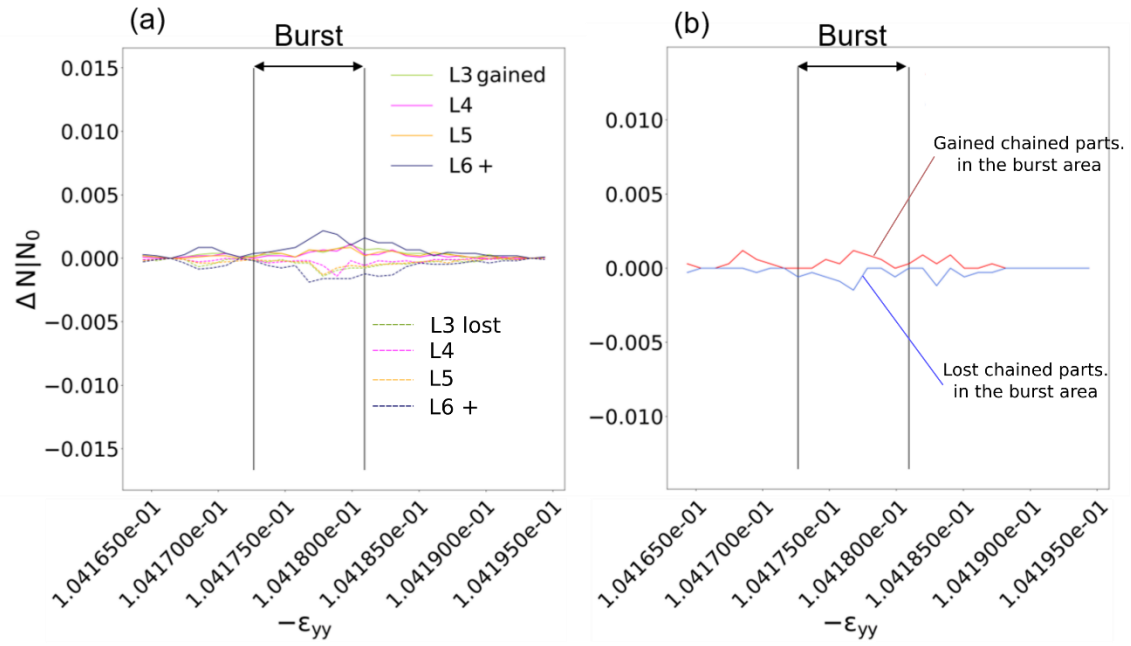 (a)
Burst
0.015
0.010
0.005
0.000
−0.005
−0.010
−0.015
Δ N|N0
L3 gained
L4
L5
L6 +
L3 lost
L4
L5
L6 +
1.041650e-01
1.041700e-01
1.041750e-01
1.041800e-01
1.041850e-01
1.041900e-01
1.041950e-01
−εyy
(b)
Burst
0.010
0.005
0.000
−0.005
−0.010
Gained chained parts.
in the burst area
Lost chained parts.
in the burst area
1.041650e-01
1.041700e-01
1.041750e-01
1.041800e-01
1.041850e-01
1.041900e-01
1.041950e-01
−εyy